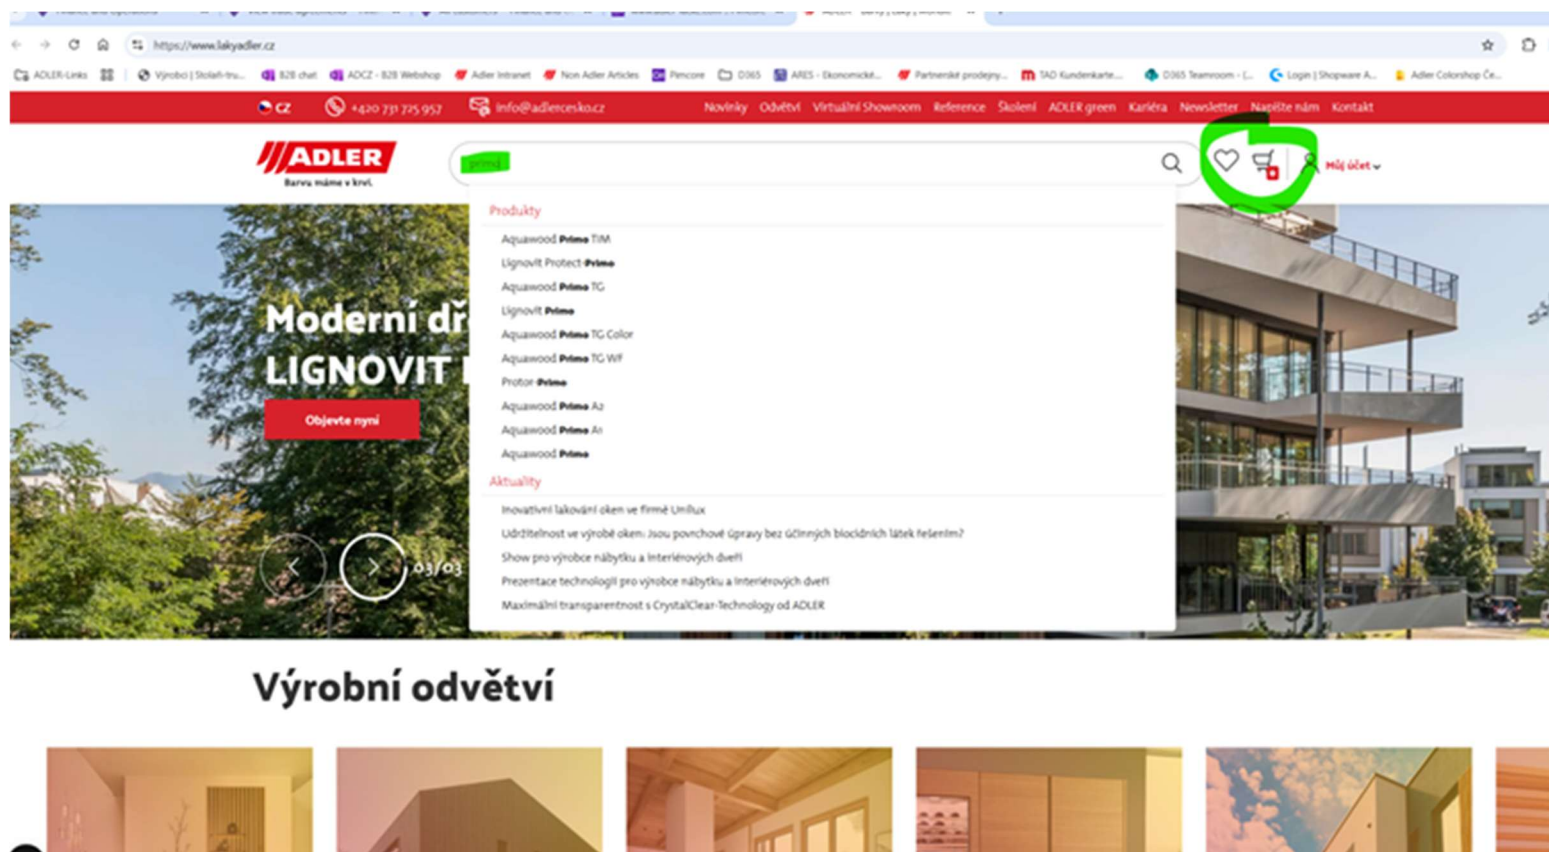 https://www.lakyadler.cz
ADLER-Links Výrobci | Stolaři-tru... B2B chat ADCZ - B2B Webshop Adler Intranet Non Adler Articles Pimcore D365 ARES - Ekonomické... Partnerské prodejny... TAD Kundenkarte... D365 Teamroom - (... Login | Shopware A... Adler Colorshop Če...
CZ +420 731 725 957 info@adlercesko.cz Novinky Odvětví Virtuální Showroom Reference Školení ADLER green Kariéra Newsletter Napište nám Kontakt
ADLER
Barvu máme v krvi.
primo
Můj účet
Produkty
Aquawood Primo TIM
Lignovit Protect-Primo
Aquawood Primo TG
Lignovit Primo
Aquawood Primo TG Color
Aquawood Primo TG WF
Protor-Primo
Aquawood Primo A2
Aquawood Primo A1
Aquawood Primo
Aktuality
Inovativní lakování oken ve firmě Unilux
Udržitelnost ve výrobě oken: Jsou povrchové úpravy bez účinných biocidních látek řešením?
Show pro výrobce nábytku a interiérových dveří
Prezentace technologií pro výrobce nábytku a interiérových dveří
Maximální transparentnost s CrystalClear-Technology od ADLER
Moderní dř
LIGNOVIT
Objevte nyní
03/03
Výrobní odvětví